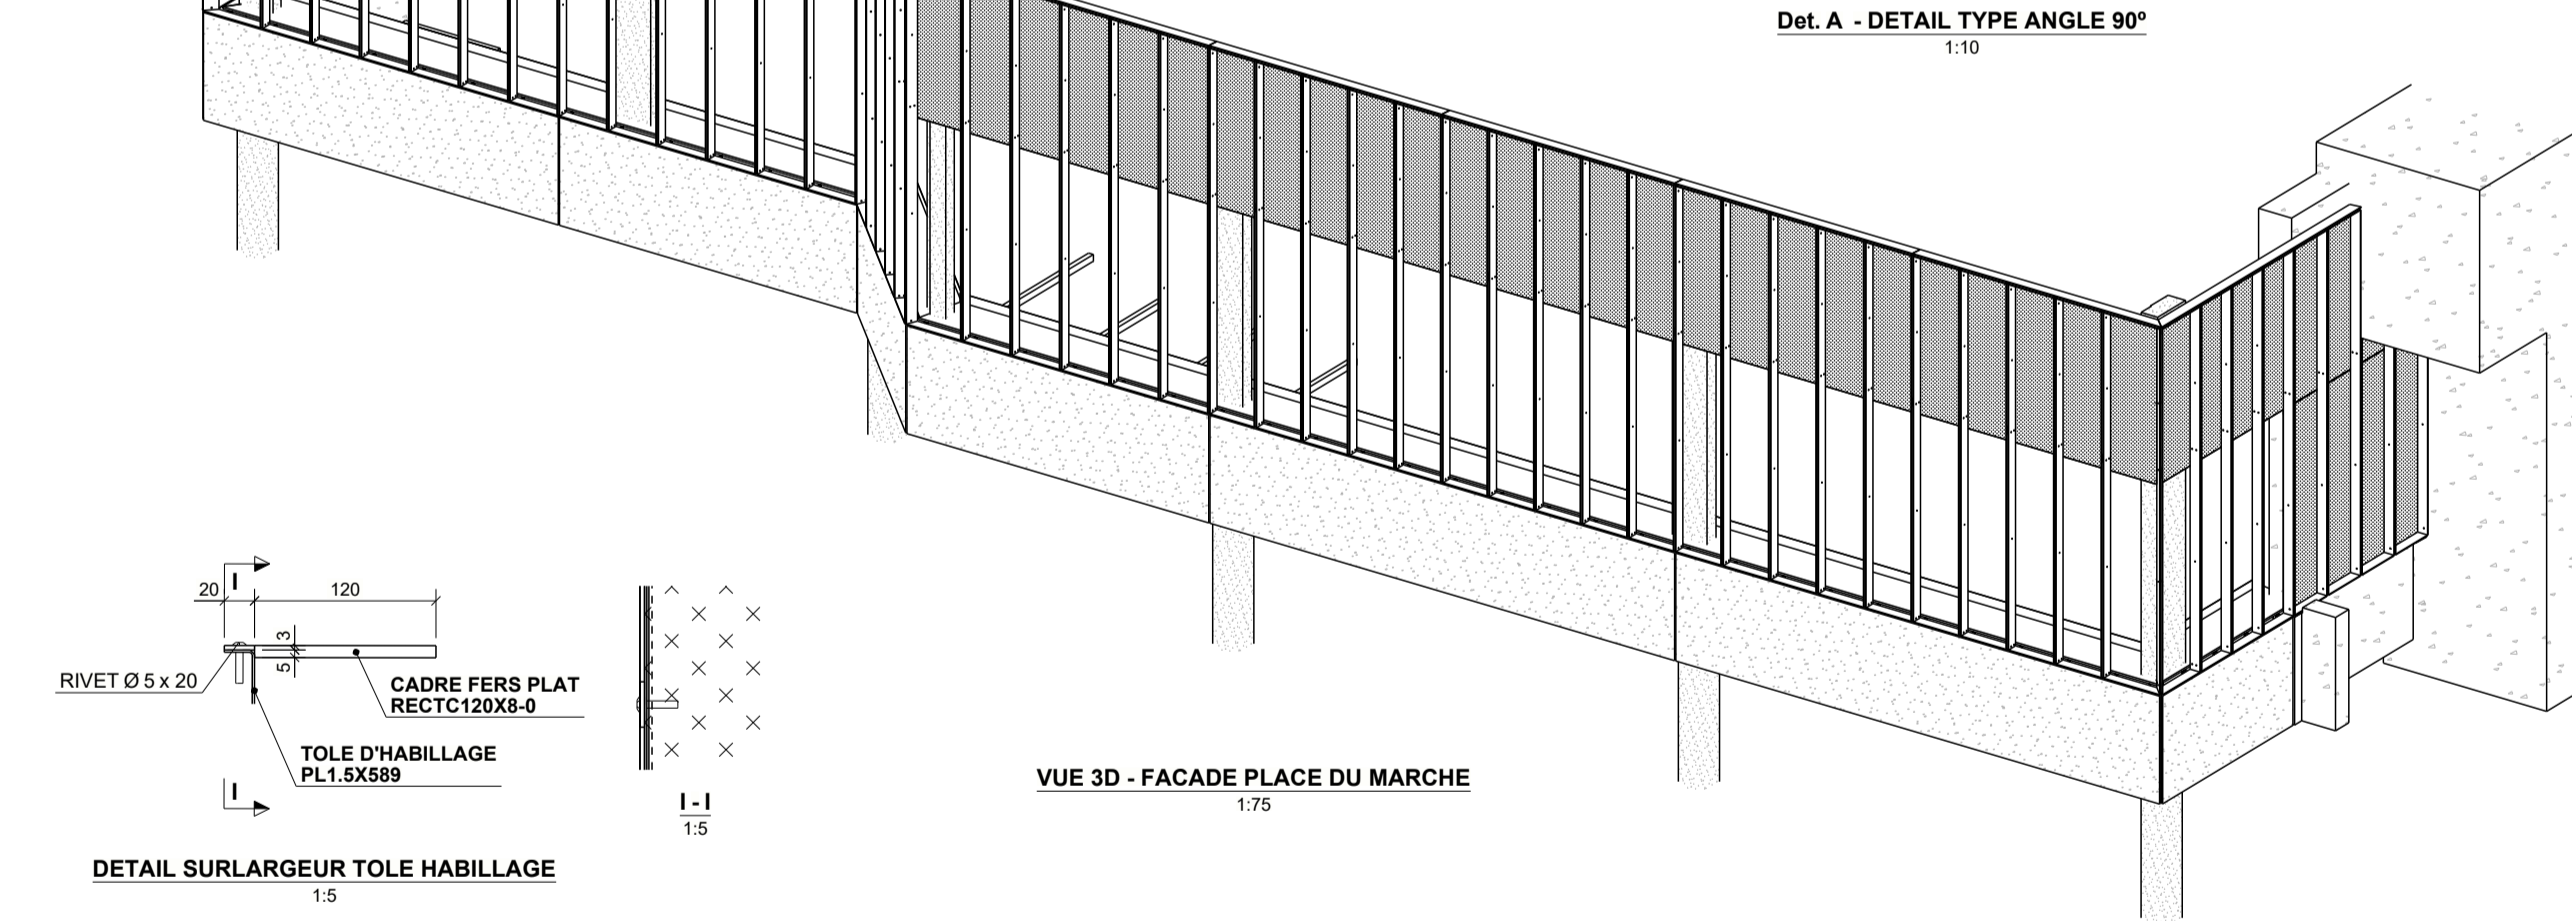 Det. A - DETAIL TYPE ANGLE 90º
1:10
I
20
120
3
5
RIVET Ø 5 x 20
CADRE FERS PLAT
RECTC120X8-0
TOLE D'HABILLAGE
PL1.5X589
I
I - I
1:5
VUE 3D - FACADE PLACE DU MARCHE
1:75
DETAIL SURLARGEUR TOLE HABILLAGE
1:5